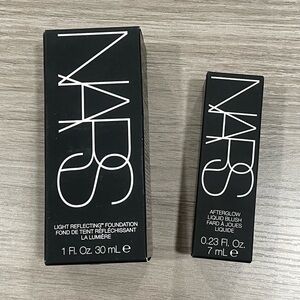 NARS
LIGHT REFLECTING™ FOUNDATION
FOND DE TEINT RÉFLÉCHISSANT
LA LUMIÈRE
1 Fl. Oz. 30 mL ℮
NARS
AFTERGLOW
LIQUID BLUSH
FARD À JOUES
LIQUIDE
0.23 Fl. Oz.
7 mL ℮